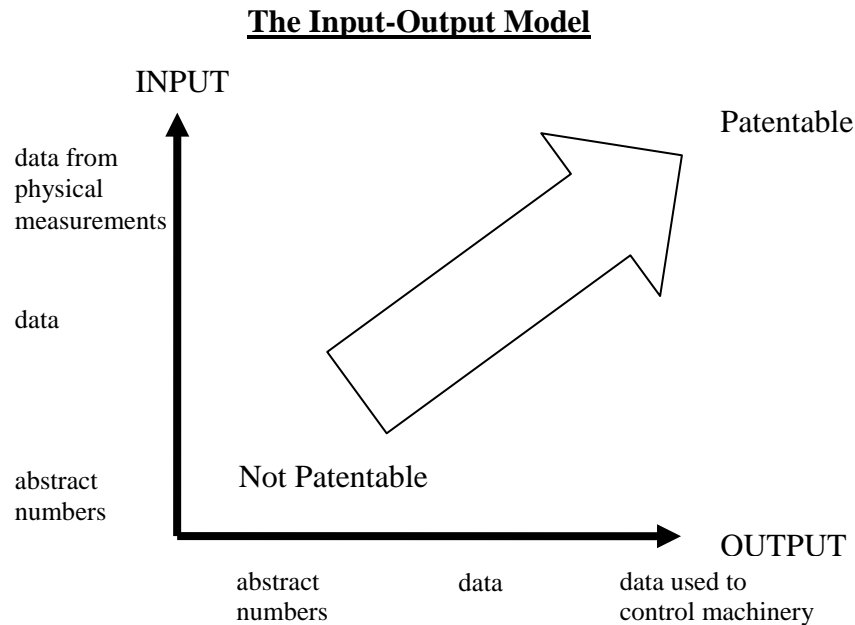 The Input-Output Model
INPUT
Patentable
data from
physical
measurements
data
abstract
numbers
Not Patentable
OUTPUT
abstract
numbers
data
data used to
control machinery